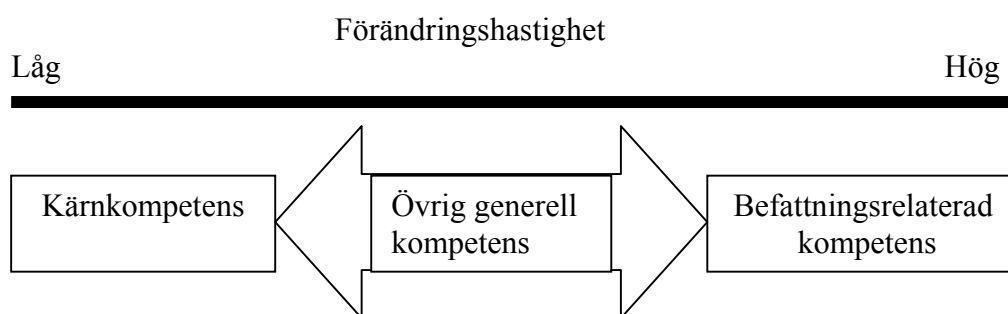 Förändringshastighet
Låg
Hög
Kärnkompetens
Övrig generell
kompetens
Befattningsrelaterad
kompetens